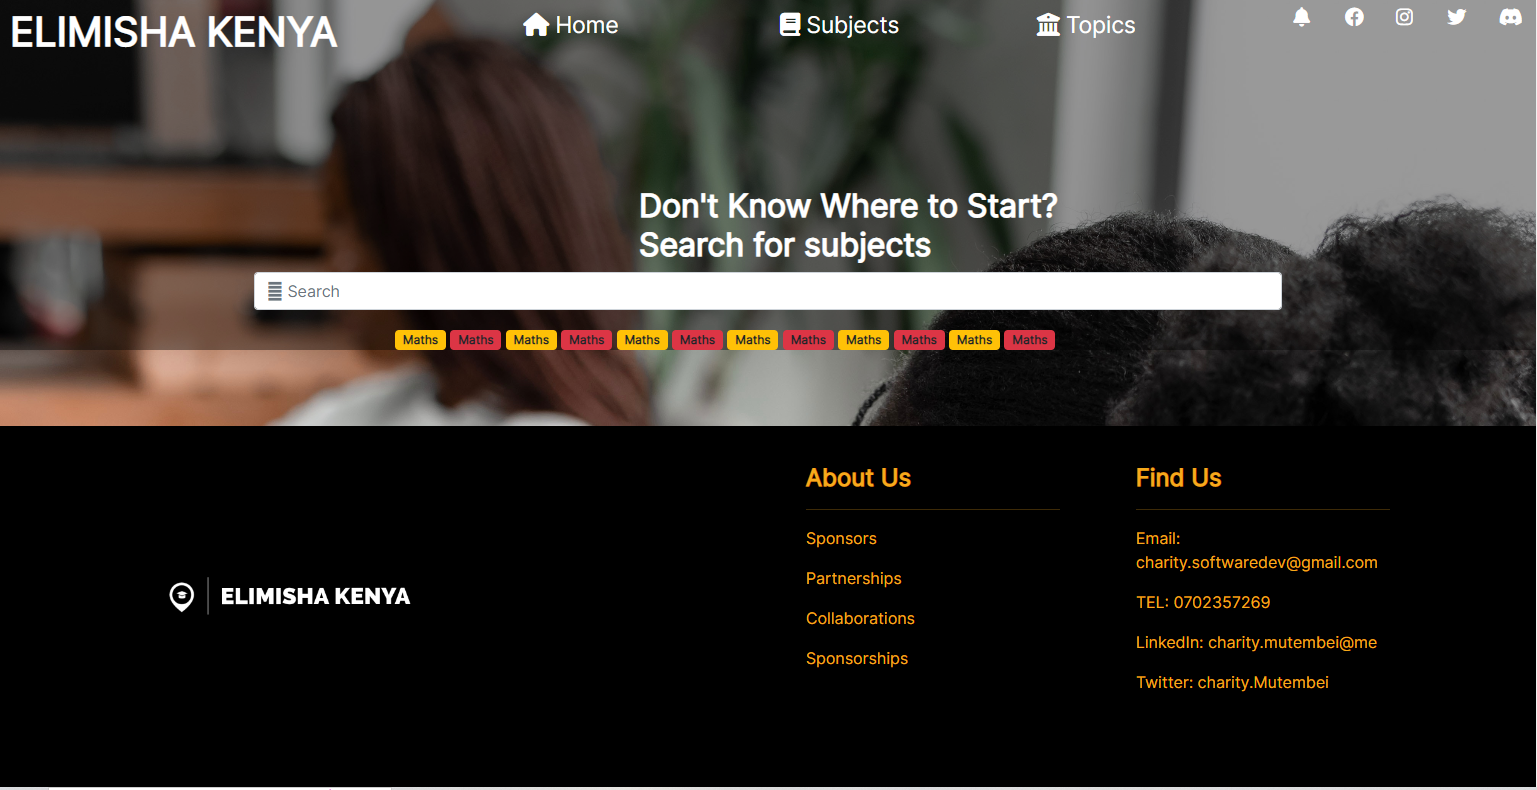 ELIMISHA KENYA
Home
Subjects
Topics
Don't Know Where to Start?
Search for subjects
Search
Maths Maths Maths Maths Maths Maths Maths Maths Maths Maths Maths Maths
ELIMISHA KENYA
About Us
Sponsors
Partnerships
Collaborations
Sponsorships
Find Us
Email:
charity.softwaredev@gmail.com
TEL: 0702357269
LinkedIn: charity.mutembei@me
Twitter: charity.Mutembei